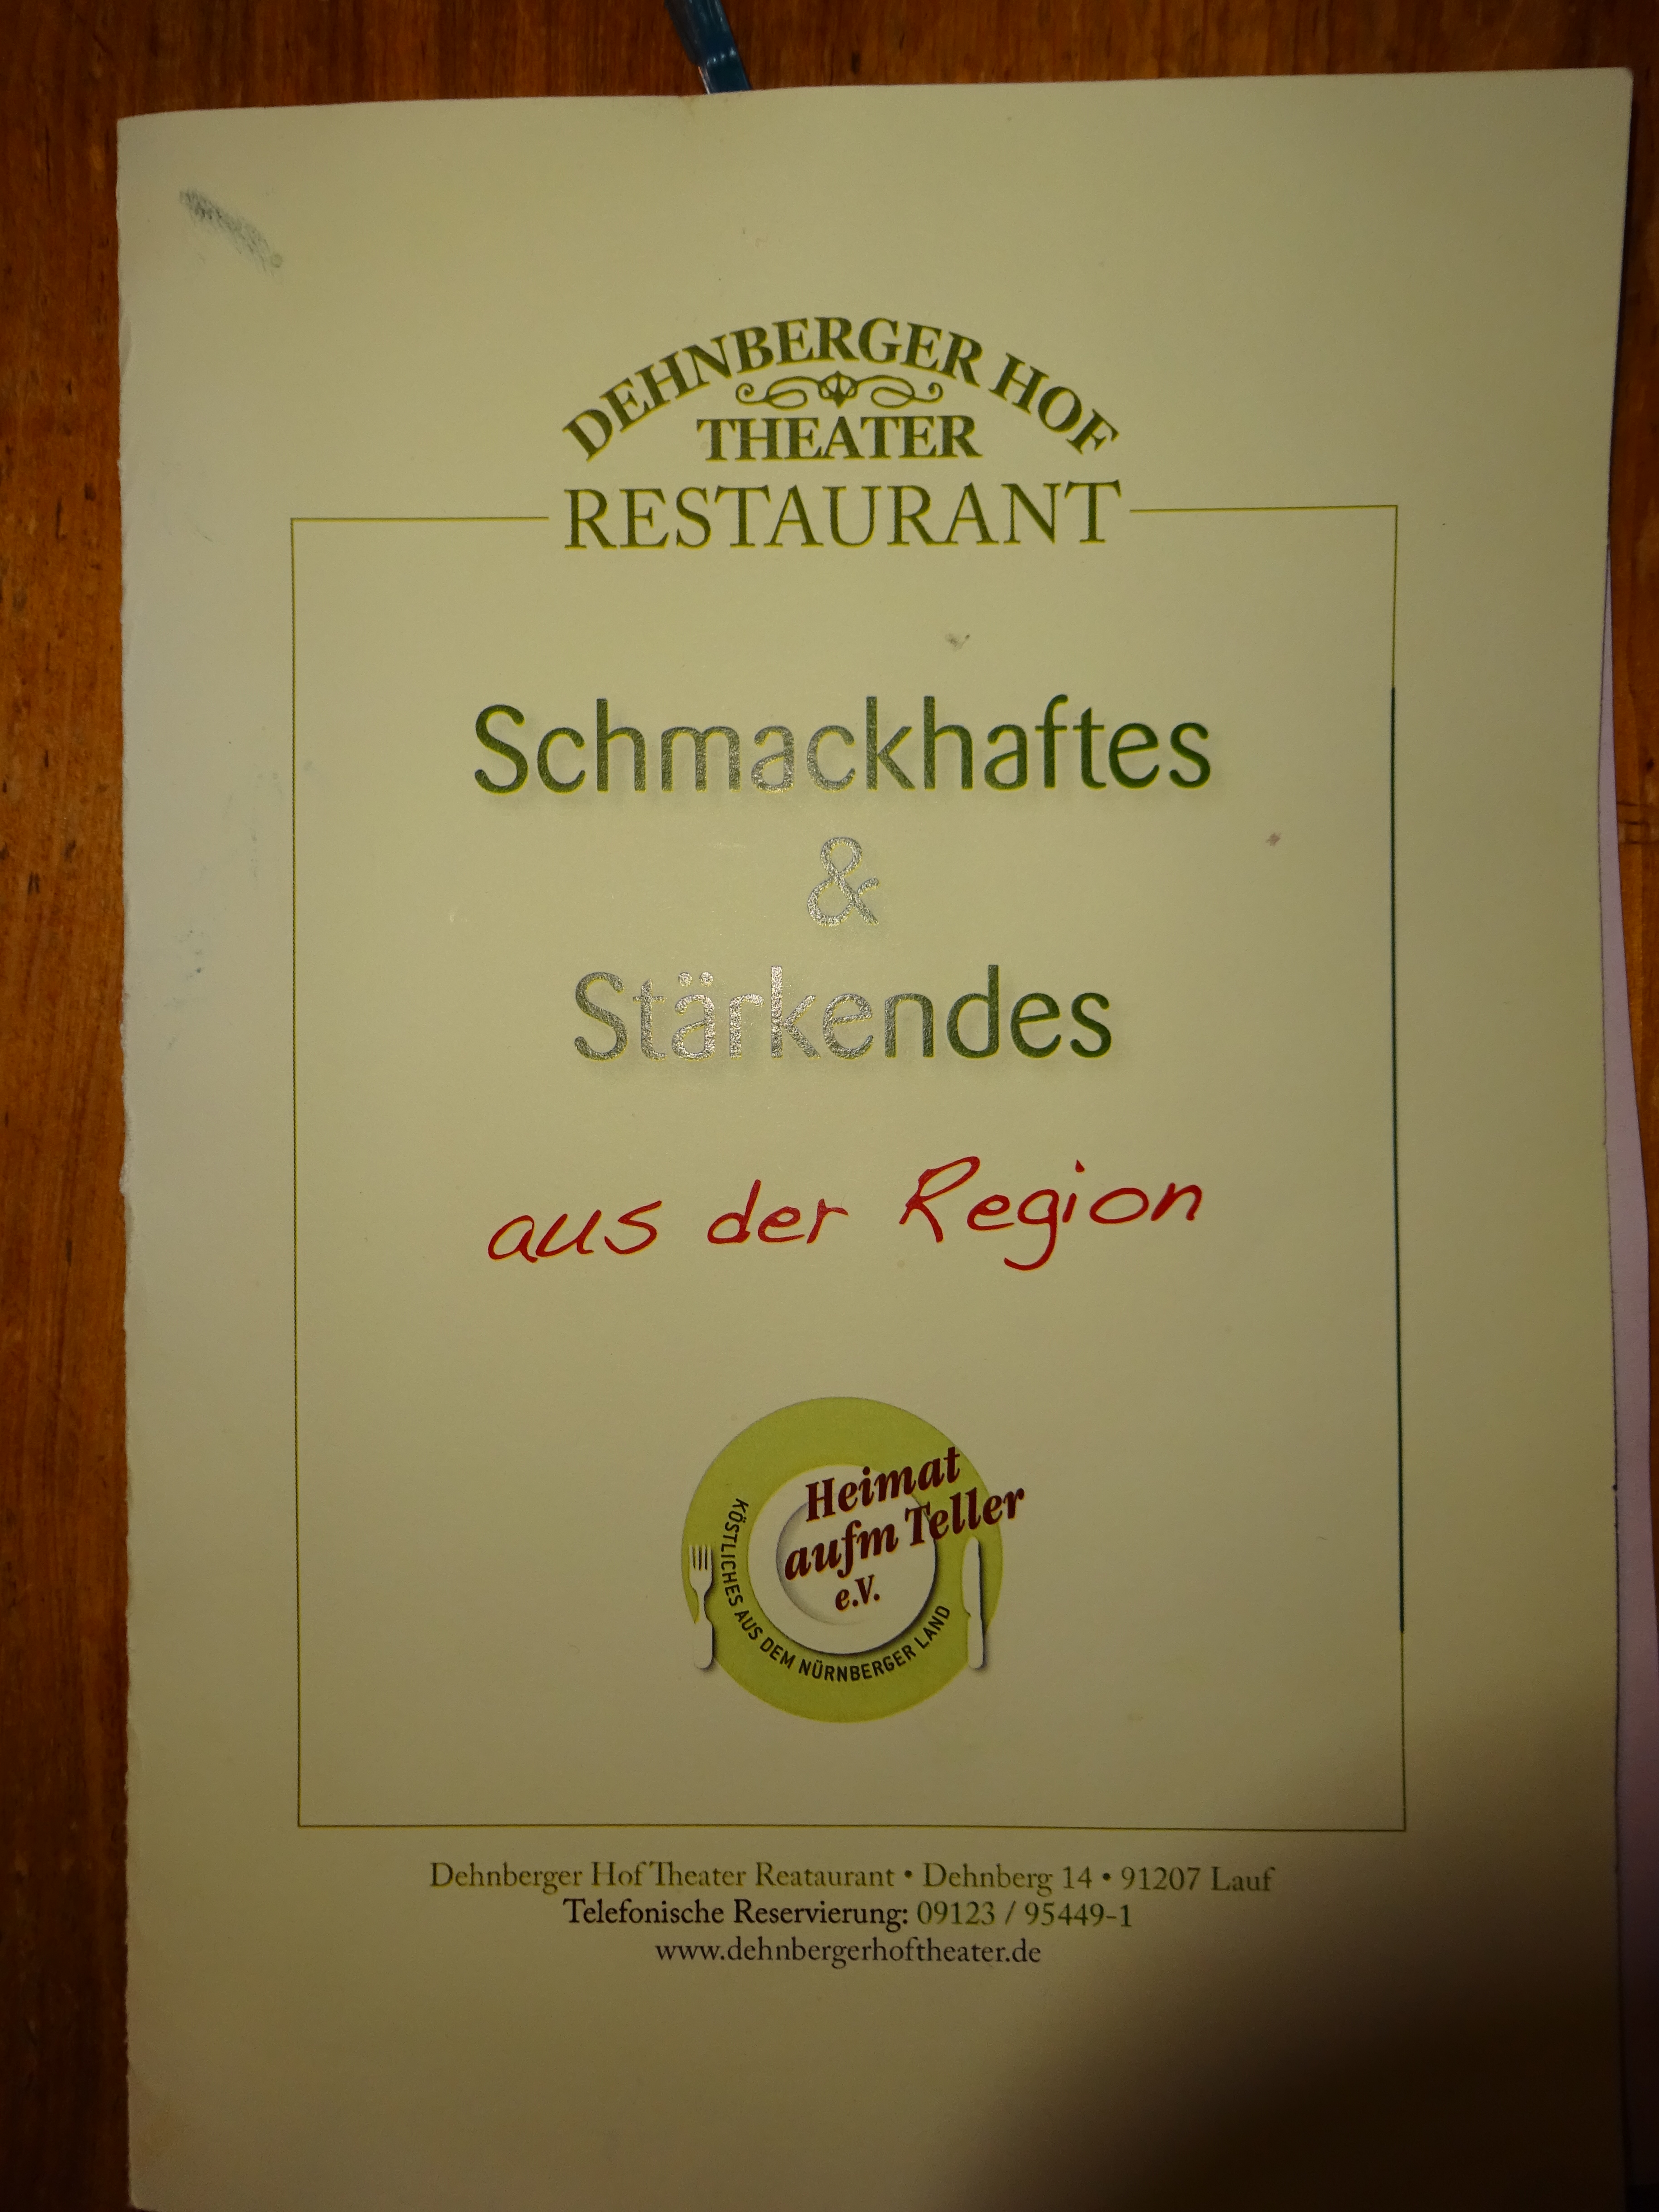 DEHNBERGER HOF
THEATER
RESTAURANT
Schmackhaftes
&
Stärkendes
aus der Region
Heimat
aufm Teller
e.V.
KÖSTLICHES AUS DEM NÜRNBERGER LAND
Dehnberger Hof Theater Reataurant • Dehnberg 14 • 91207 Lauf
Telefonische Reservierung: 09123 / 95449-1
www.dehnbergerhoftheater.de